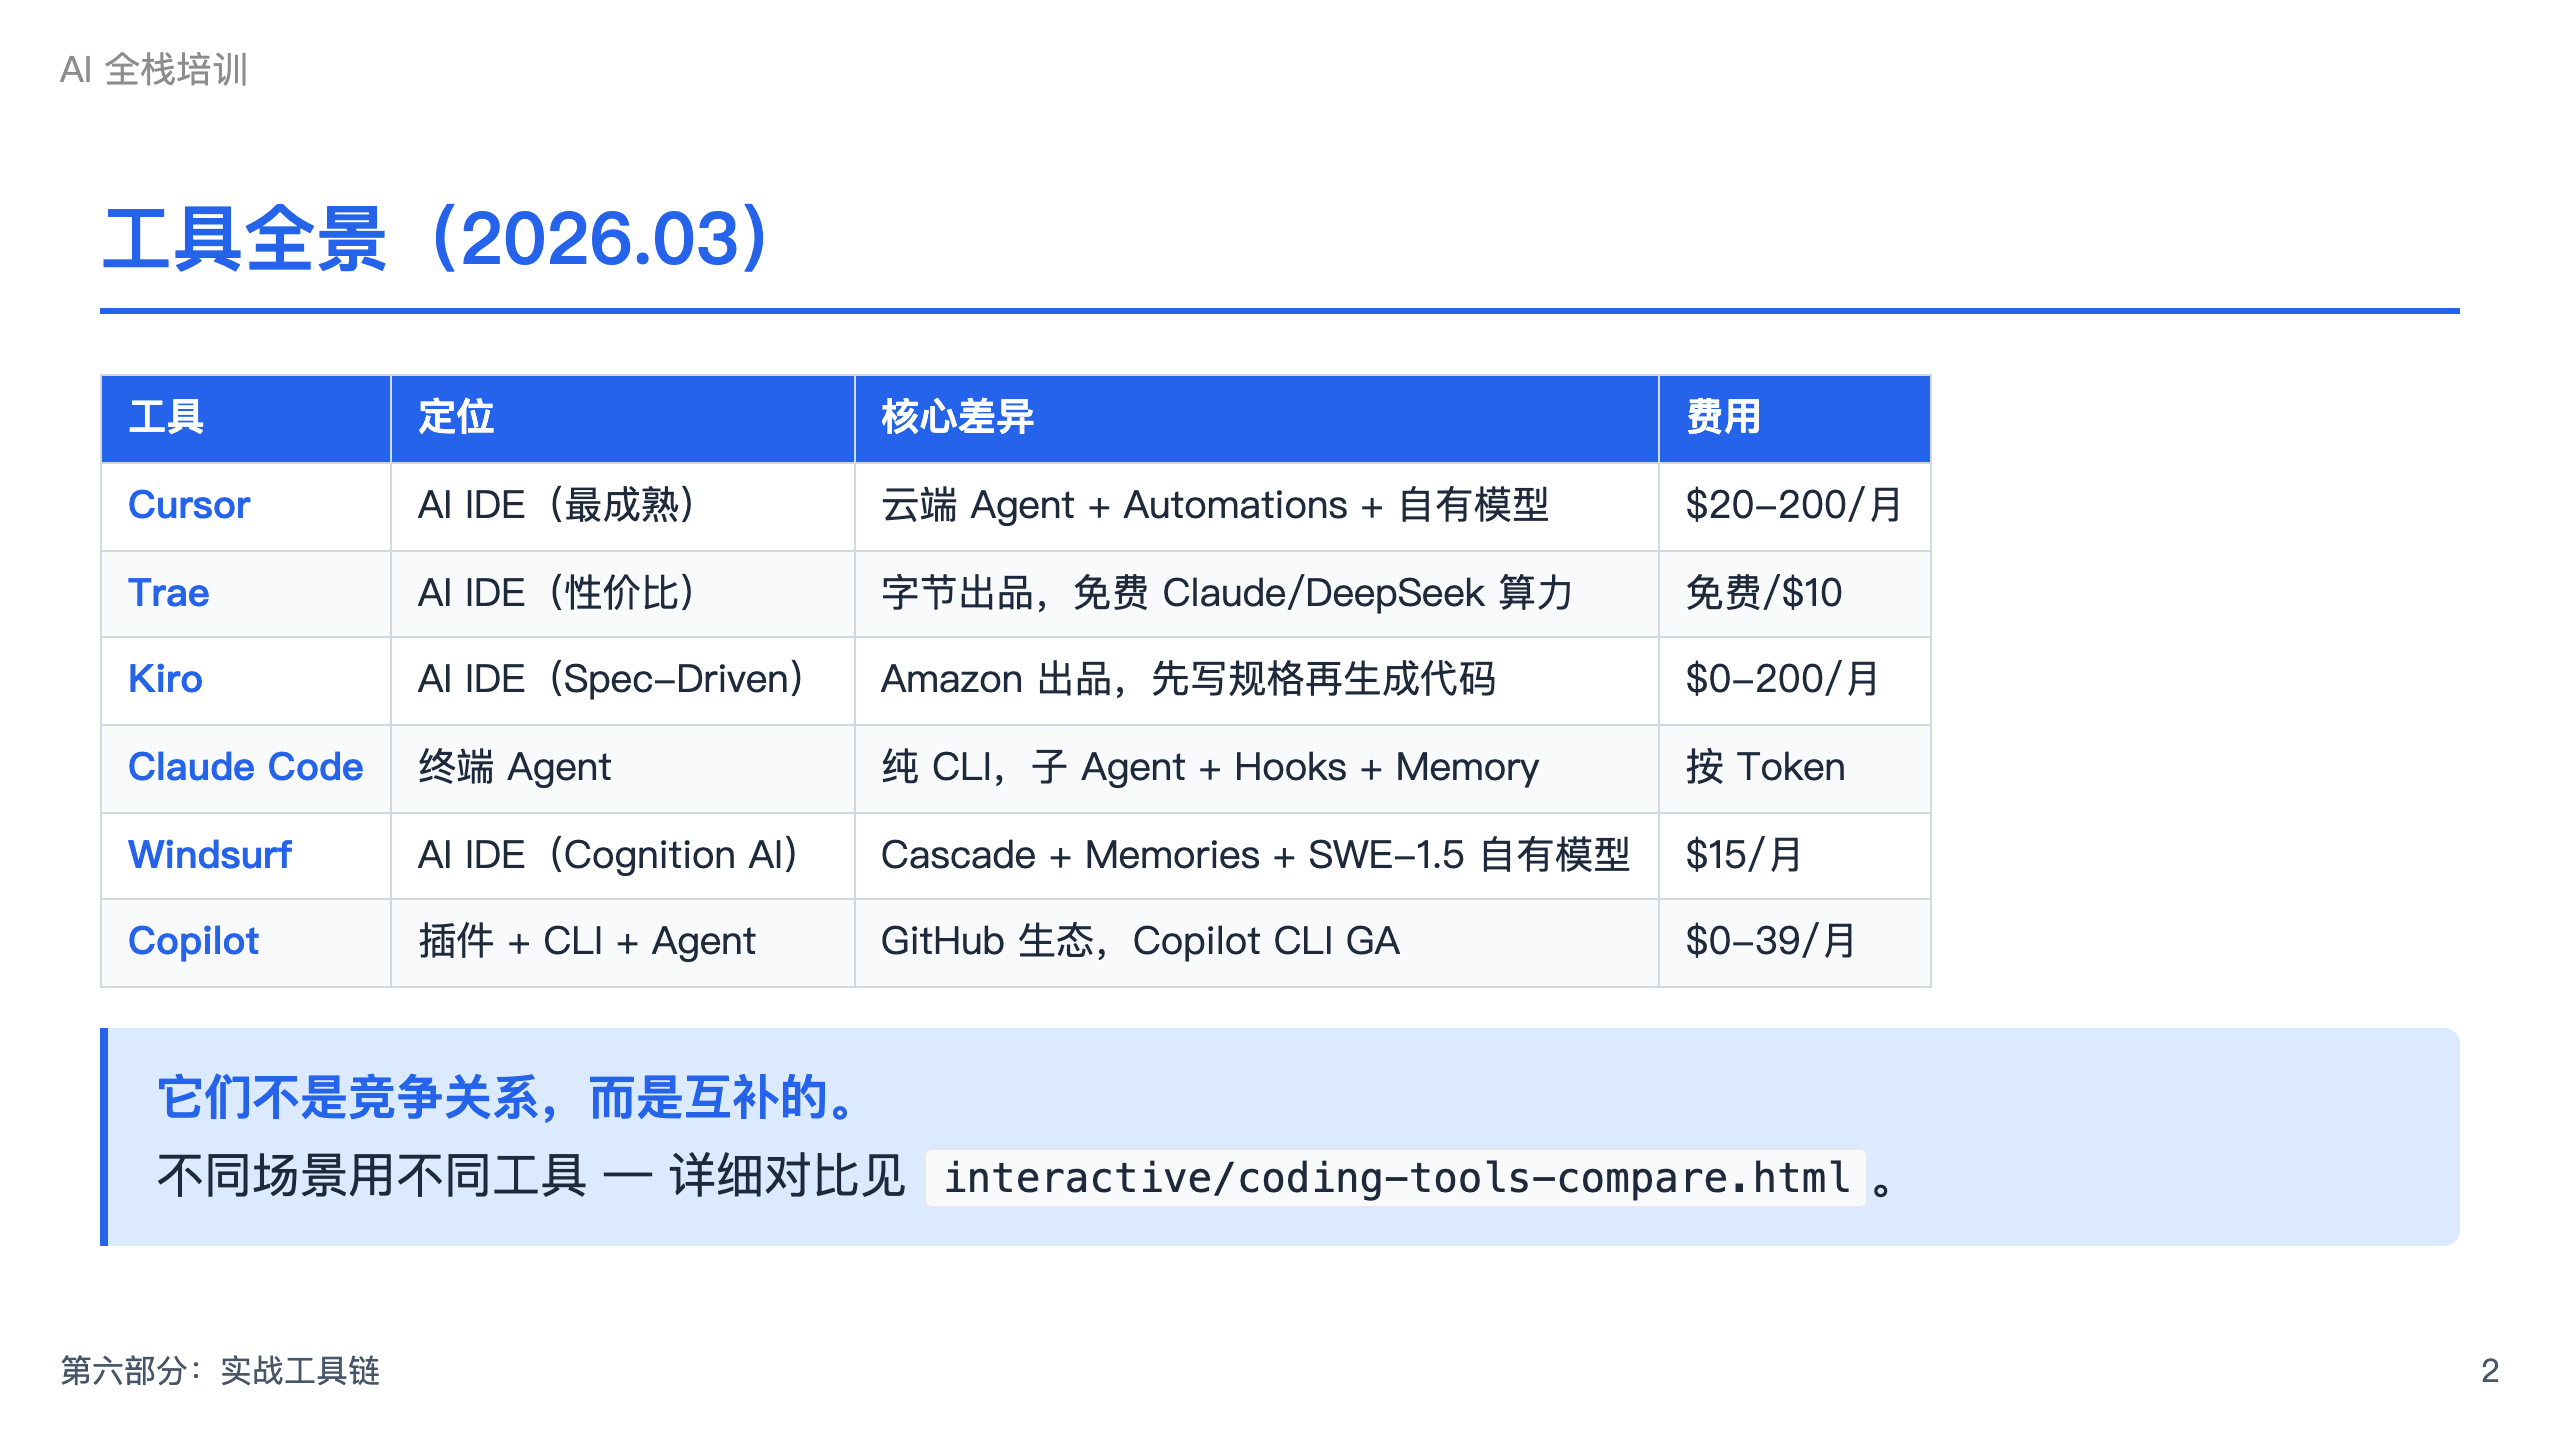 AI 全栈培训
工具全景（2026.03）
工具 定位 核心差异 费用
Cursor AI IDE（最成熟） 云端 Agent + Automations + 自有模型 $20–200/月
Trae AI IDE（性价比） 字节出品，免费 Claude/DeepSeek 算力 免费/$10
Kiro AI IDE（Spec-Driven） Amazon 出品，先写规格再生成代码 $0–200/月
Claude Code 终端 Agent 纯 CLI，子 Agent + Hooks + Memory 按 Token
Windsurf AI IDE（Cognition AI） Cascade + Memories + SWE-1.5 自有模型 $15/月
Copilot 插件 + CLI + Agent GitHub 生态，Copilot CLI GA $0–39/月
它们不是竞争关系，而是互补的。
不同场景用不同工具 — 详细对比见 interactive/coding-tools-compare.html。
第六部分：实战工具链
2